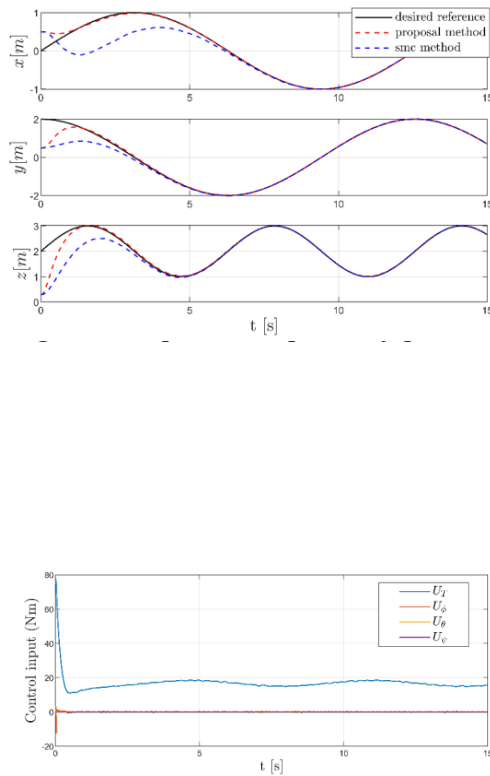 1
0
-1
x[m]
desired reference
proposal method
smc method
0
5
10
15
2
0
-2
y[m]
0
5
10
15
3
2
1
z[m]
0
5
10
15
t [s]
80
60
40
20
0
-20
Control input (Nm)
U_T
U_ϕ
U_θ
U_ψ
0
5
10
15
t [s]